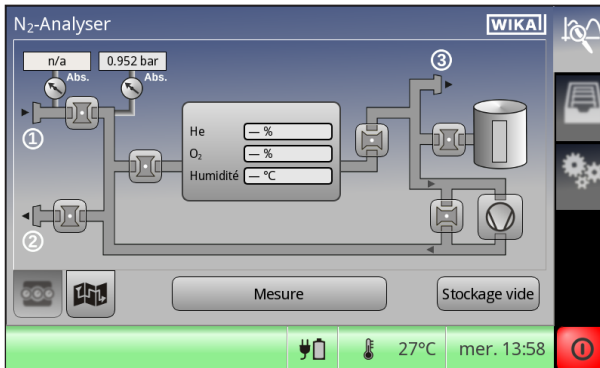 N₂-Analyser
WIKAI
n/a
0.952 bar
Abs.
Abs.
3
1
He
— %
O₂
— %
Humidité
— °C
2
Mesure
Stockage vide
27°C
mer. 13:58